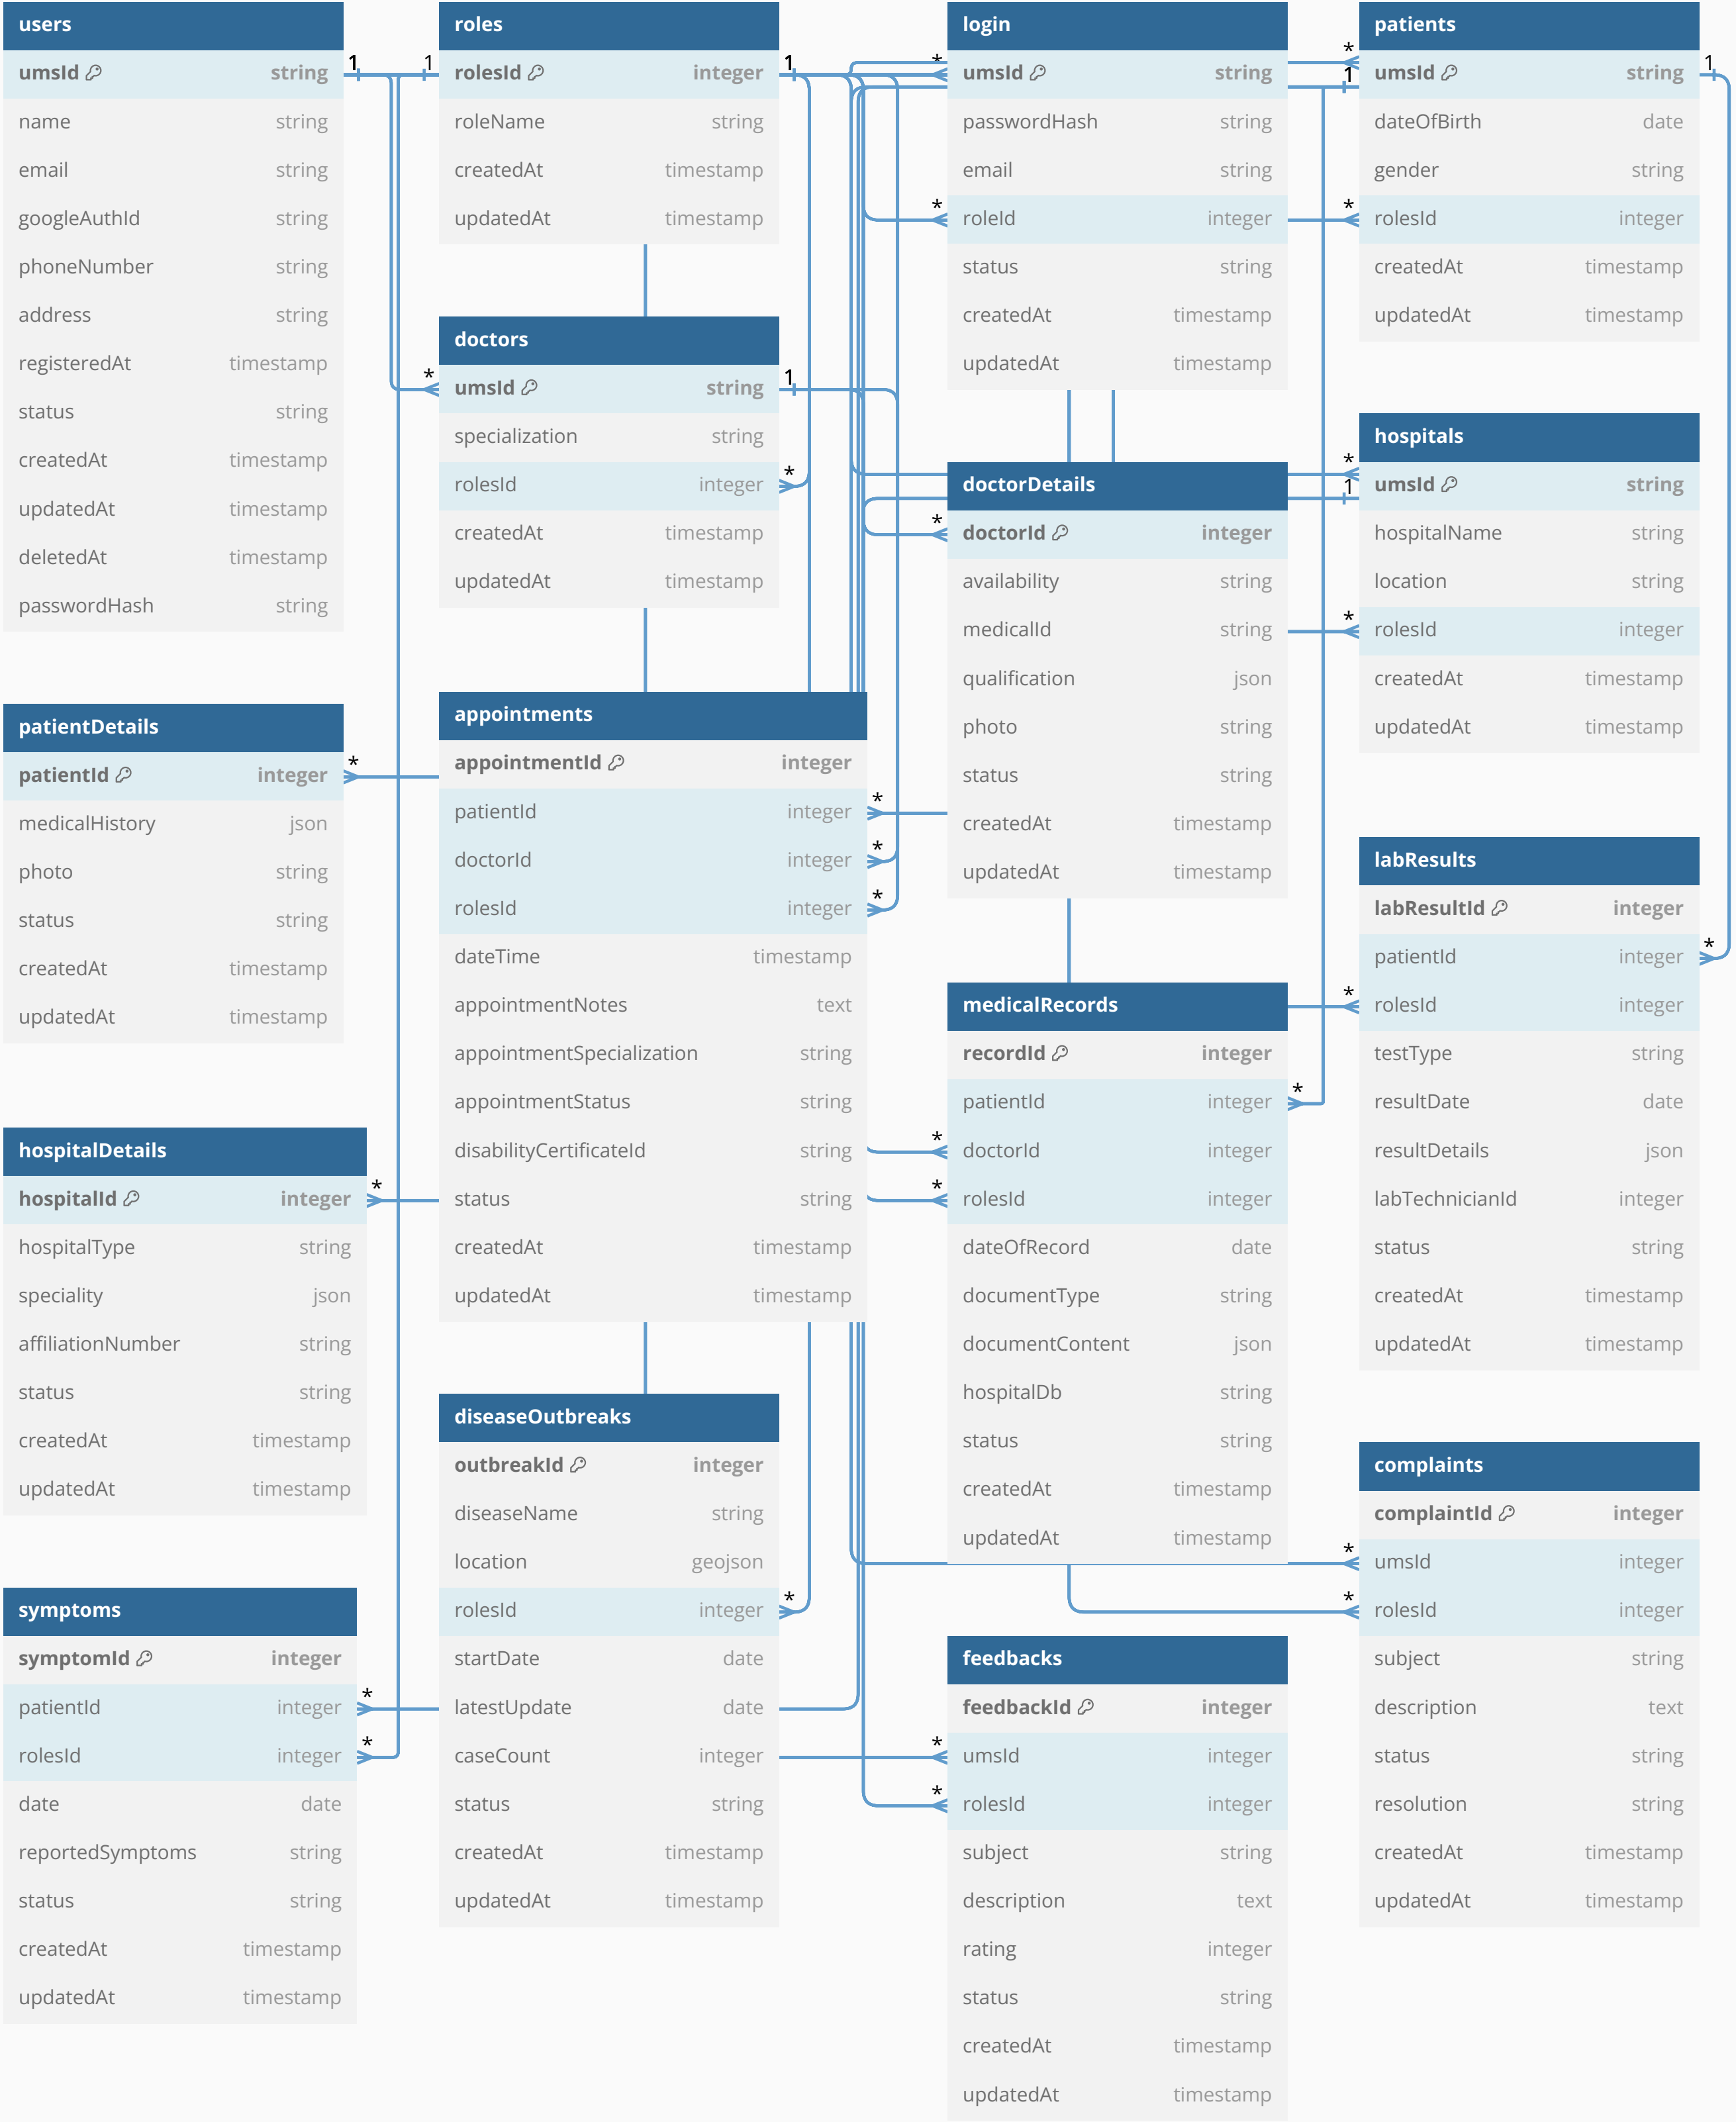 users
umsId string
name string
email string
googleAuthId string
phoneNumber string
address string
registeredAt timestamp
status string
createdAt timestamp
updatedAt timestamp
deletedAt timestamp
passwordHash string
1
roles
rolesId integer
roleName string
createdAt timestamp
updatedAt timestamp
1
1
login
umsId string
passwordHash string
email string
roleId integer
status string
createdAt timestamp
updatedAt timestamp
*
*
patients
umsId string
dateOfBirth date
gender string
rolesId integer
createdAt timestamp
updatedAt timestamp
*
1
*
1
doctors
umsId string
specialization string
rolesId integer
createdAt timestamp
updatedAt timestamp
*
1
*
hospitals
umsId string
hospitalName string
location string
rolesId integer
createdAt timestamp
updatedAt timestamp
*
1
*
doctorDetails
doctorId integer
availability string
medicalId string
qualification json
photo string
status string
createdAt timestamp
updatedAt timestamp
*
patientDetails
patientId integer
medicalHistory json
photo string
status string
createdAt timestamp
updatedAt timestamp
*
appointments
appointmentId integer
patientId integer
doctorId integer
rolesId integer
dateTime timestamp
appointmentNotes text
appointmentSpecialization string
appointmentStatus string
disabilityCertificateId string
status string
createdAt timestamp
updatedAt timestamp
*
*
*
labResults
labResultId integer
patientId integer
rolesId integer
testType string
resultDate date
resultDetails json
labTechnicianId integer
status string
createdAt timestamp
updatedAt timestamp
*
*
medicalRecords
recordId integer
patientId integer
doctorId integer
rolesId integer
dateOfRecord date
documentType string
documentContent json
hospitalDb string
status string
createdAt timestamp
updatedAt timestamp
*
*
*
hospitalDetails
hospitalId integer
hospitalType string
speciality json
affiliationNumber string
status string
createdAt timestamp
updatedAt timestamp
*
diseaseOutbreaks
outbreakId integer
diseaseName string
location geojson
rolesId integer
startDate date
latestUpdate date
caseCount integer
status string
createdAt timestamp
updatedAt timestamp
*
complaints
complaintId integer
umsId integer
rolesId integer
subject string
description text
status string
resolution string
createdAt timestamp
updatedAt timestamp
*
*
symptoms
symptomId integer
patientId integer
rolesId integer
date date
reportedSymptoms string
status string
createdAt timestamp
updatedAt timestamp
*
*
feedbacks
feedbackId integer
umsId integer
rolesId integer
subject string
description text
rating integer
status string
createdAt timestamp
updatedAt timestamp
*
*